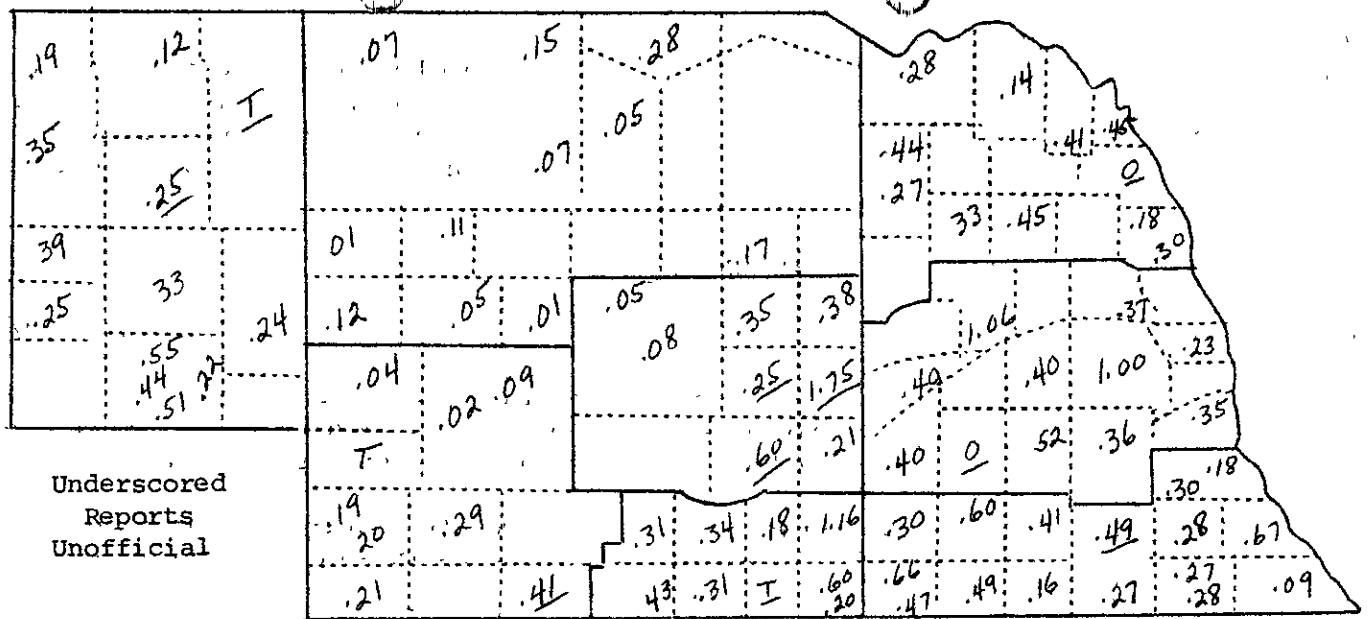 .19 .12 .07 .15 .28 .28
T .14
.35 .05 .44 .41 .45
.25 .07 .27 0
39 .01 .11 .17 33 .45 .18
.30
.25 33 .24 .12 .05 .01 .05 .35 .38 1.06 .37
.08 .23
.55 .04 .09 .25 1.75 .40 .40 1.00
.44 .22 .02 .35
.51
T .60 .21 .40 0 52 .36
.30 .18
Underscored
Reports
Unofficial
.19 .29 .31 .34 .18 1.16 .30 .60 .41 .49 .28 .67
20
.21 .41 43 .31 T .60 .66 .49 .16 .27 .27 .09
20 .47 .28